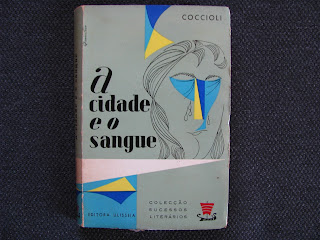 COCCIOLI
a
cidade
e o
sangue
EDITORA ULISSEIA
COLECÇÃO
SUCESSOS
LITERÁRIOS